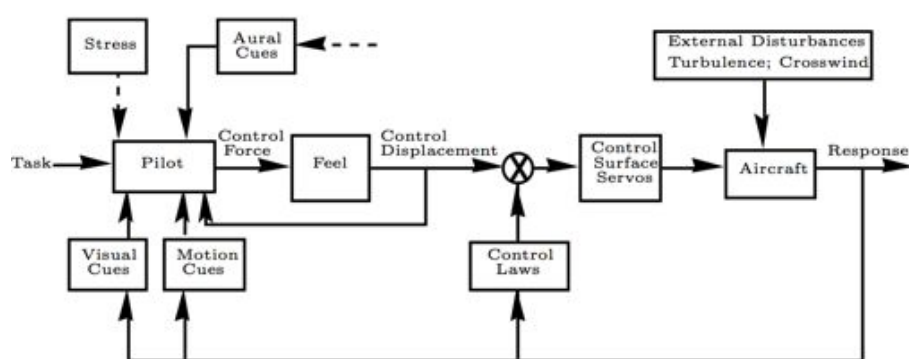 Stress
Aural
Cues
External Disturbances
Turbulence; Crosswind
Task
Pilot
Control
Force
Feel
Control
Displacement
Control
Surface
Servos
Aircraft
Response
Visual
Cues
Motion
Cues
Control
Laws